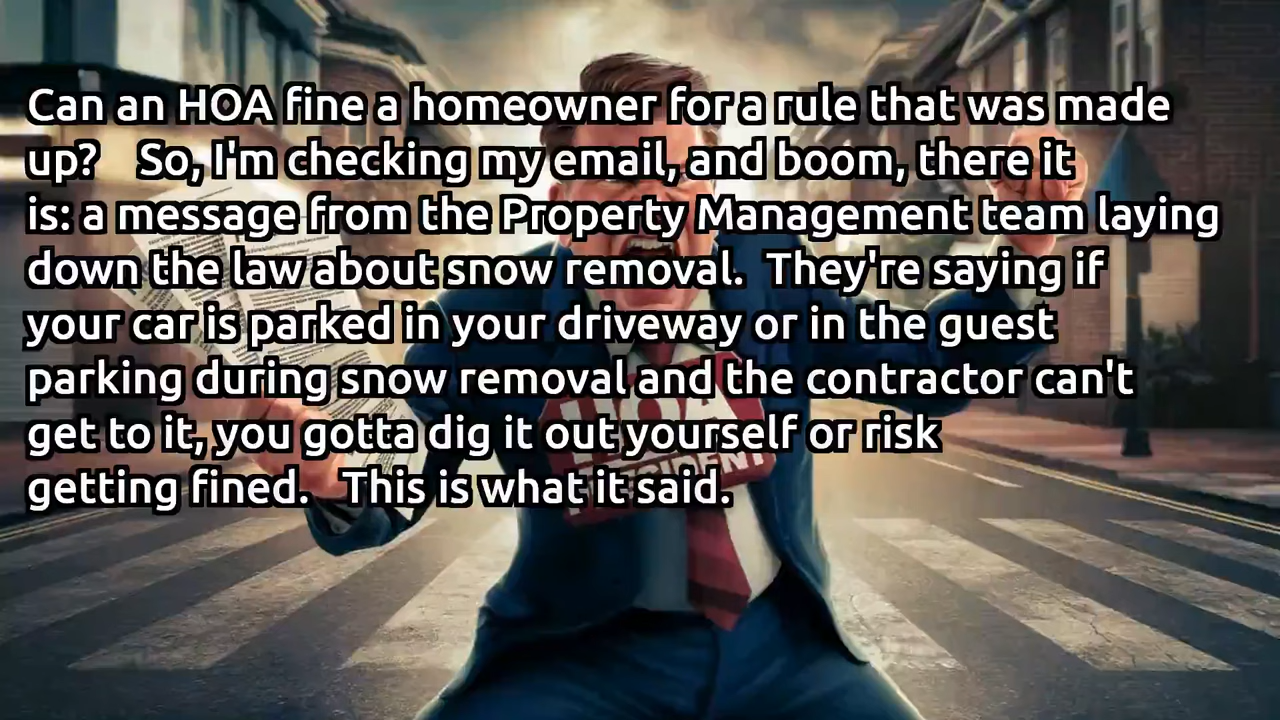 Can an HOA fine a homeowner for a rule that was made
up? So, I'm checking my email, and boom, there it
is: a message from the Property Management team laying
down the law about snow removal. They're saying if
your car is parked in your driveway or in the guest
parking during snow removal and the contractor can't
get to it, you gotta dig it out yourself or risk
getting fined. This is what it said.
HOA